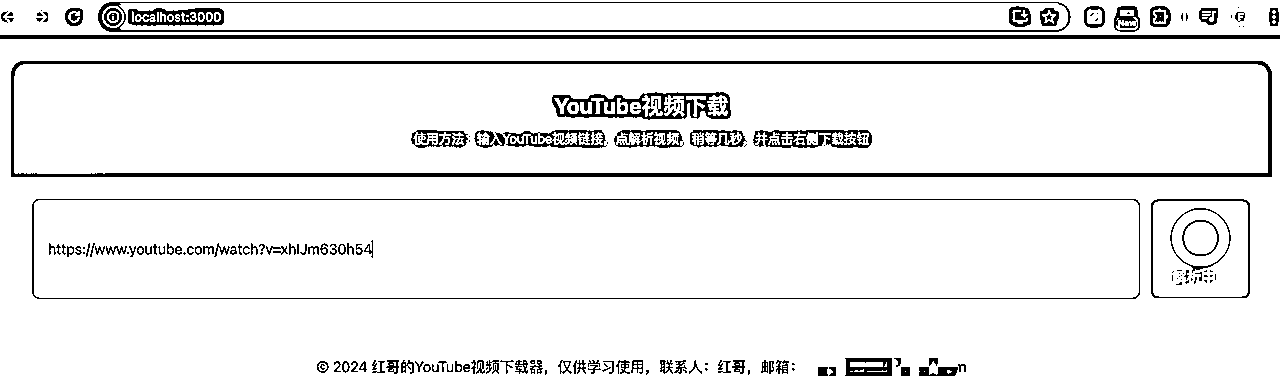 localhost:3000
New
YouTube视频下载
使用方法：输入YouTube视频链接，点解析视频，稍等几秒，并点击右侧下载按钮
https://www.youtube.com/watch?v=xhIJm630h54
解析中
© 2024 红哥的YouTube视频下载器，仅供学习使用，联系人：红哥，邮箱：